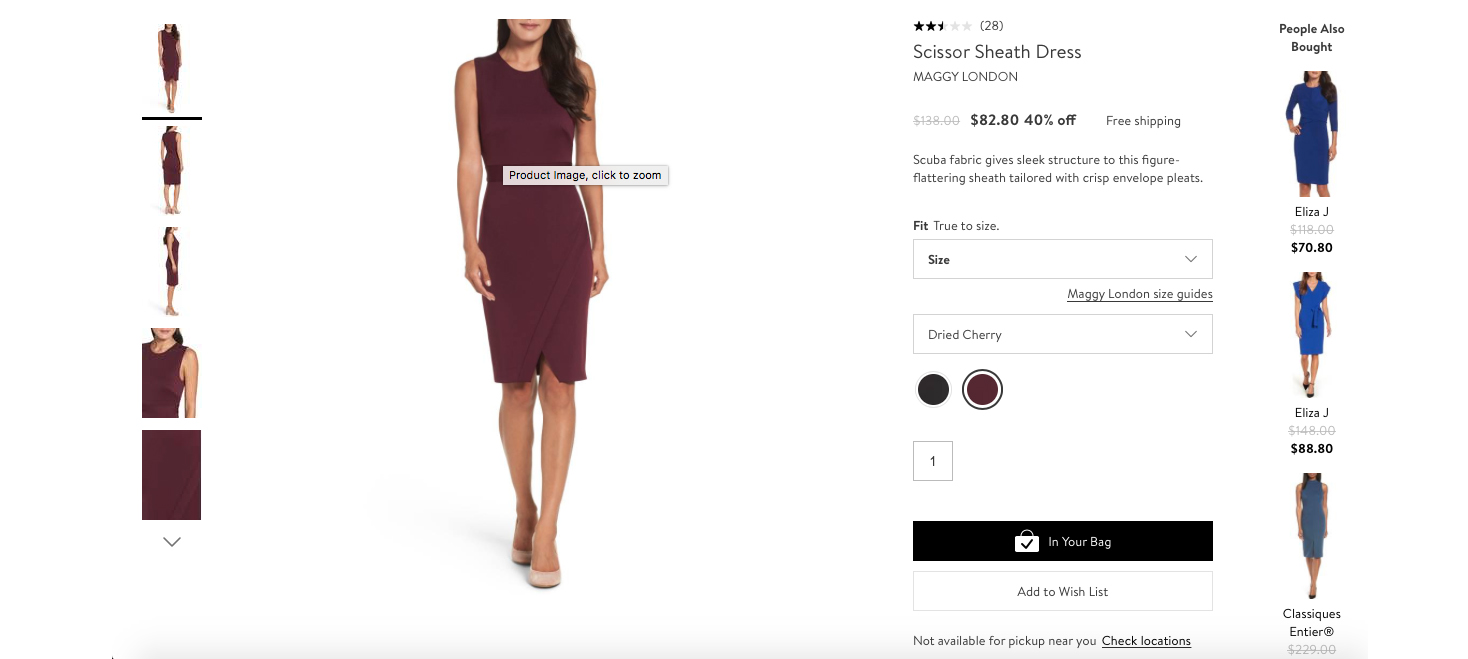 (28)
Scissor Sheath Dress
MAGGY LONDON
$138.00 $82.80 40% off Free shipping
Scuba fabric gives sleek structure to this figure-
flattering sheath tailored with crisp envelope pleats.
Fit True to size.
Size
Maggy London size guides
Dried Cherry
1
In Your Bag
Add to Wish List
Not available for pickup near you Check locations
Product Image, click to zoom
People Also
Bought
Eliza J
$118.00
$70.80
Eliza J
$148.00
$88.80
Classiques
Entier®
$229.00